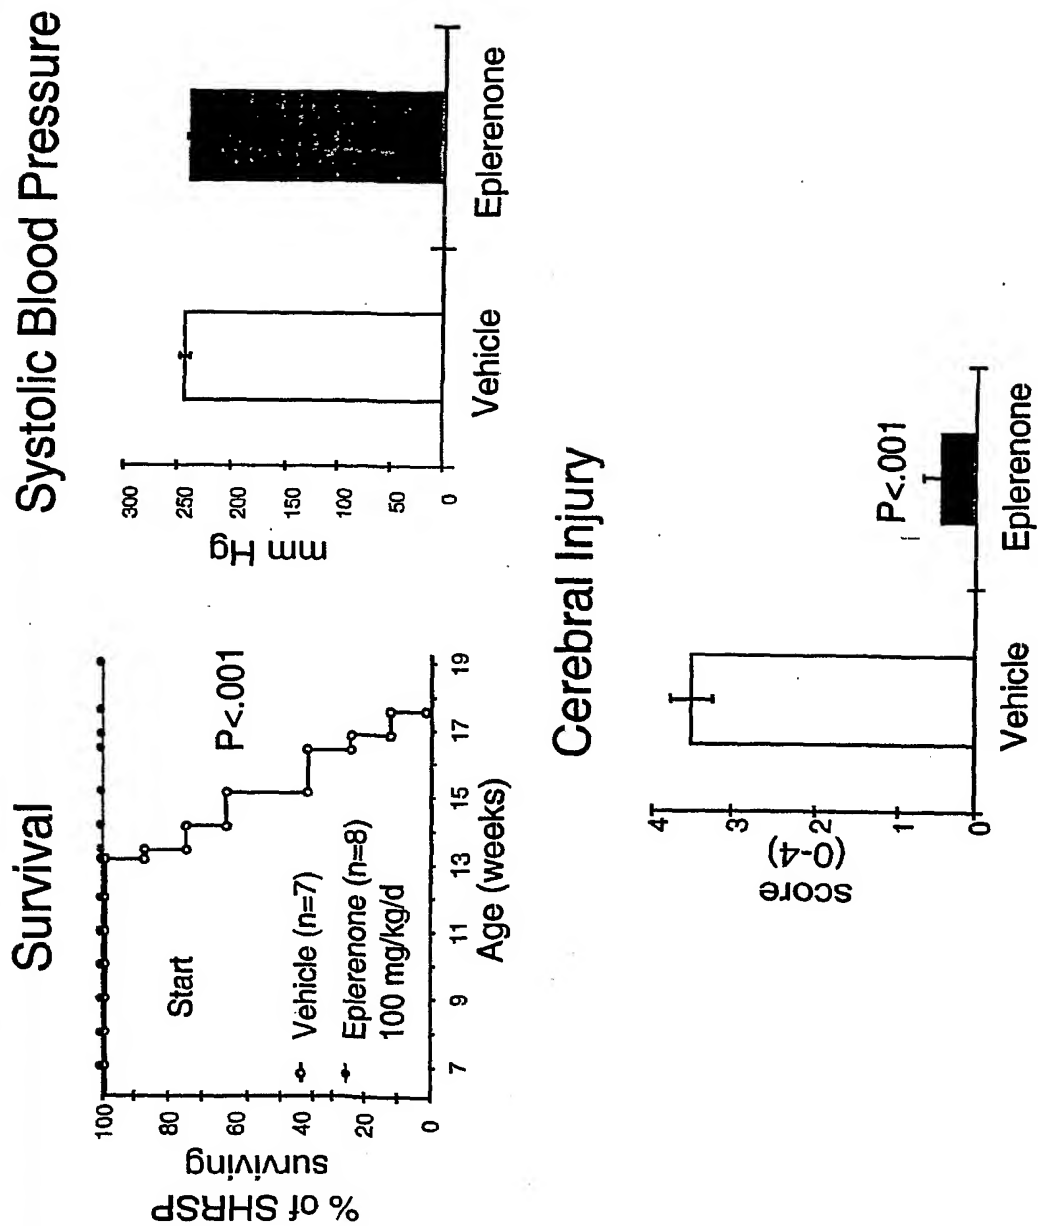 Survival
% of SHRSP
surviving
100
80
60
40
20
0
Start
P<.001
Vehicle (n=7)
Eplerenone (n=8)
100 mg/kg/d
7 9 11 13 15 17 19
Age (weeks)
Systolic Blood Pressure
mm Hg
300
250
200
150
100
50
0
Vehicle Eplerenone
Cerebral Injury
score
(0-4)
4
3
2
1
0
P<.001
Vehicle Eplerenone